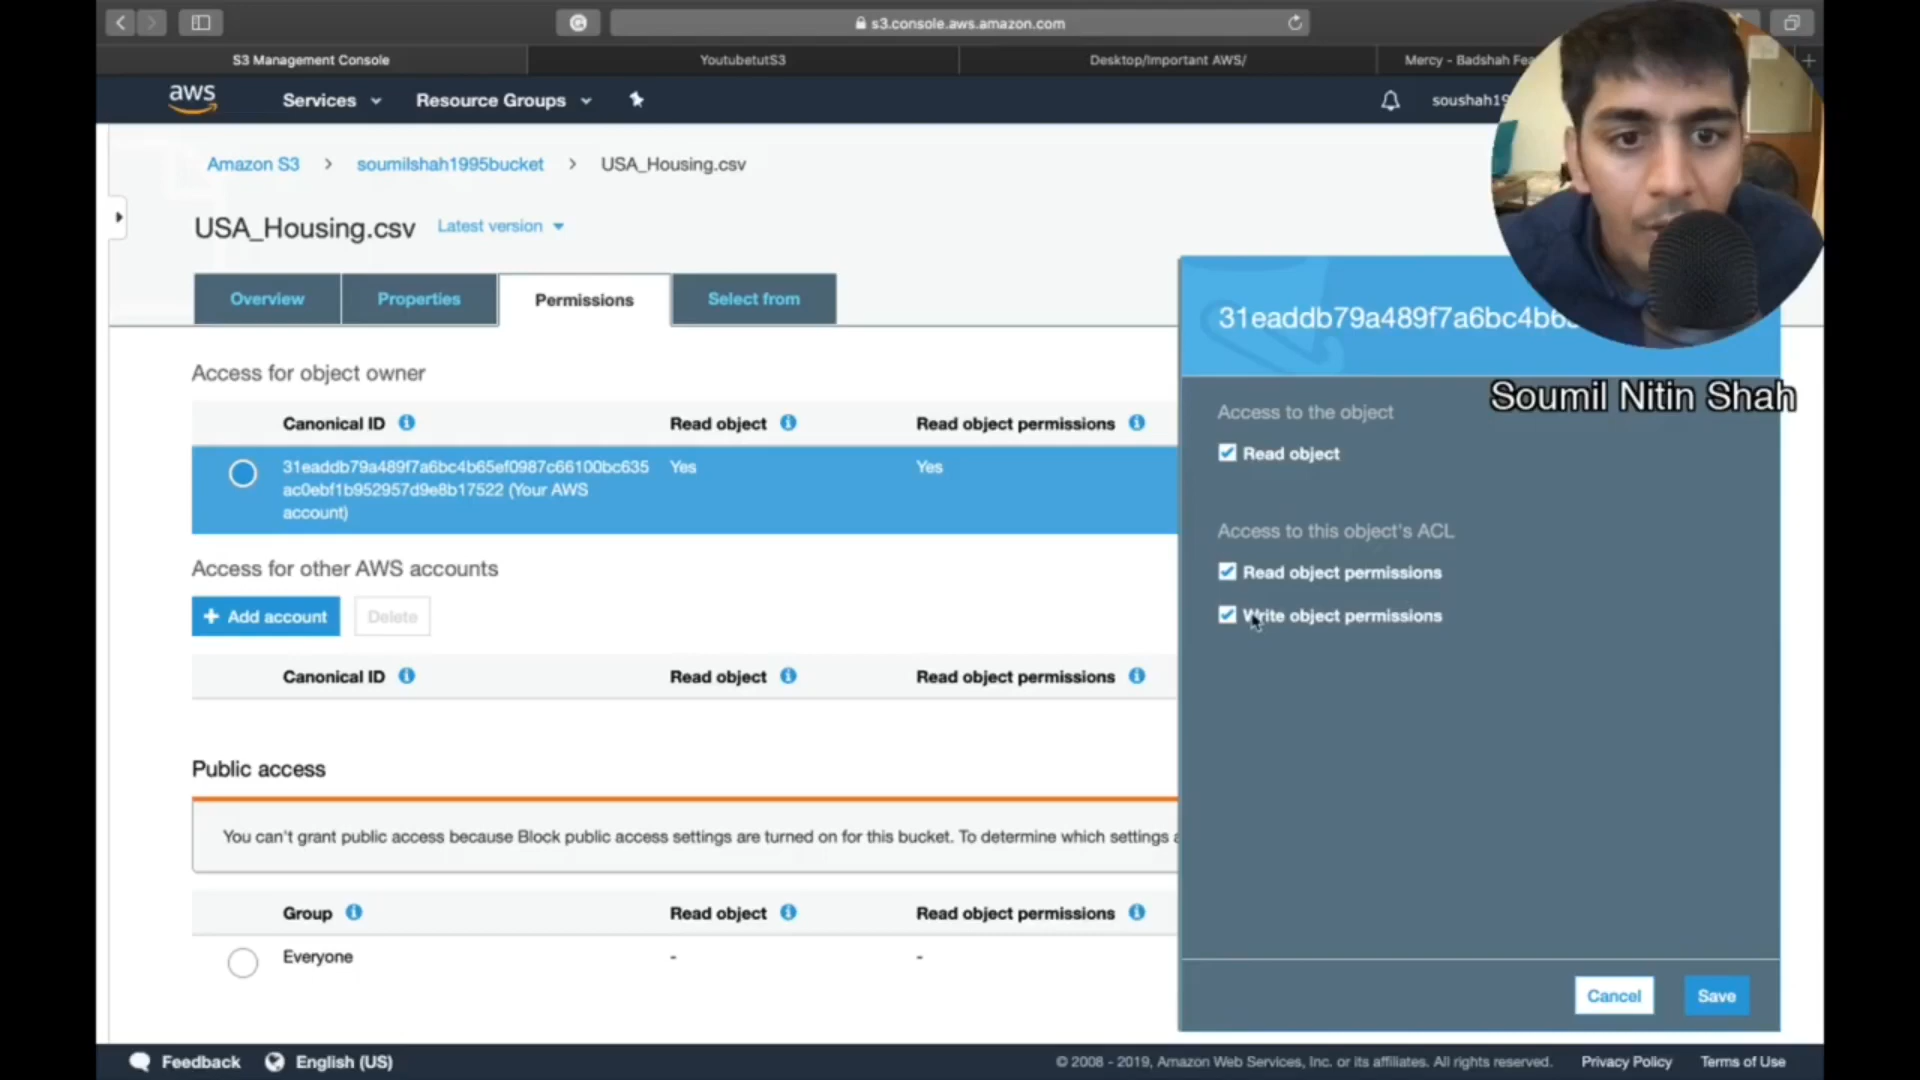 s3.console.aws.amazon.com
S3 Management Console
YoutubetutS3
Desktop/Important AWS/
Mercy - Badshah Fea
aws
Services
Resource Groups
soushah19
Amazon S3 > soumilshah1995bucket > USA_Housing.csv
USA_Housing.csv
Latest version
Overview
Properties
Permissions
Select from
31eaddb79a489f7a6bc4b65
Soumil Nitin Shah
Access for object owner
Canonical ID
Read object
Read object permissions
31eaddb79a489f7a6bc4b65ef0987c66100bc635
ac0ebf1b952957d9e8b17522 (Your AWS
account)
Yes
Yes
Access for other AWS accounts
+ Add account
Delete
Canonical ID
Read object
Read object permissions
Public access
You can't grant public access because Block public access settings are turned on for this bucket. To determine which settings a
Group
Read object
Read object permissions
Everyone
-
-
Access to the object
Read object
Access to this object's ACL
Read object permissions
Write object permissions
Cancel
Save
Feedback
English (US)
© 2008 - 2019, Amazon Web Services, Inc. or its affiliates. All rights reserved.
Privacy Policy
Terms of Use